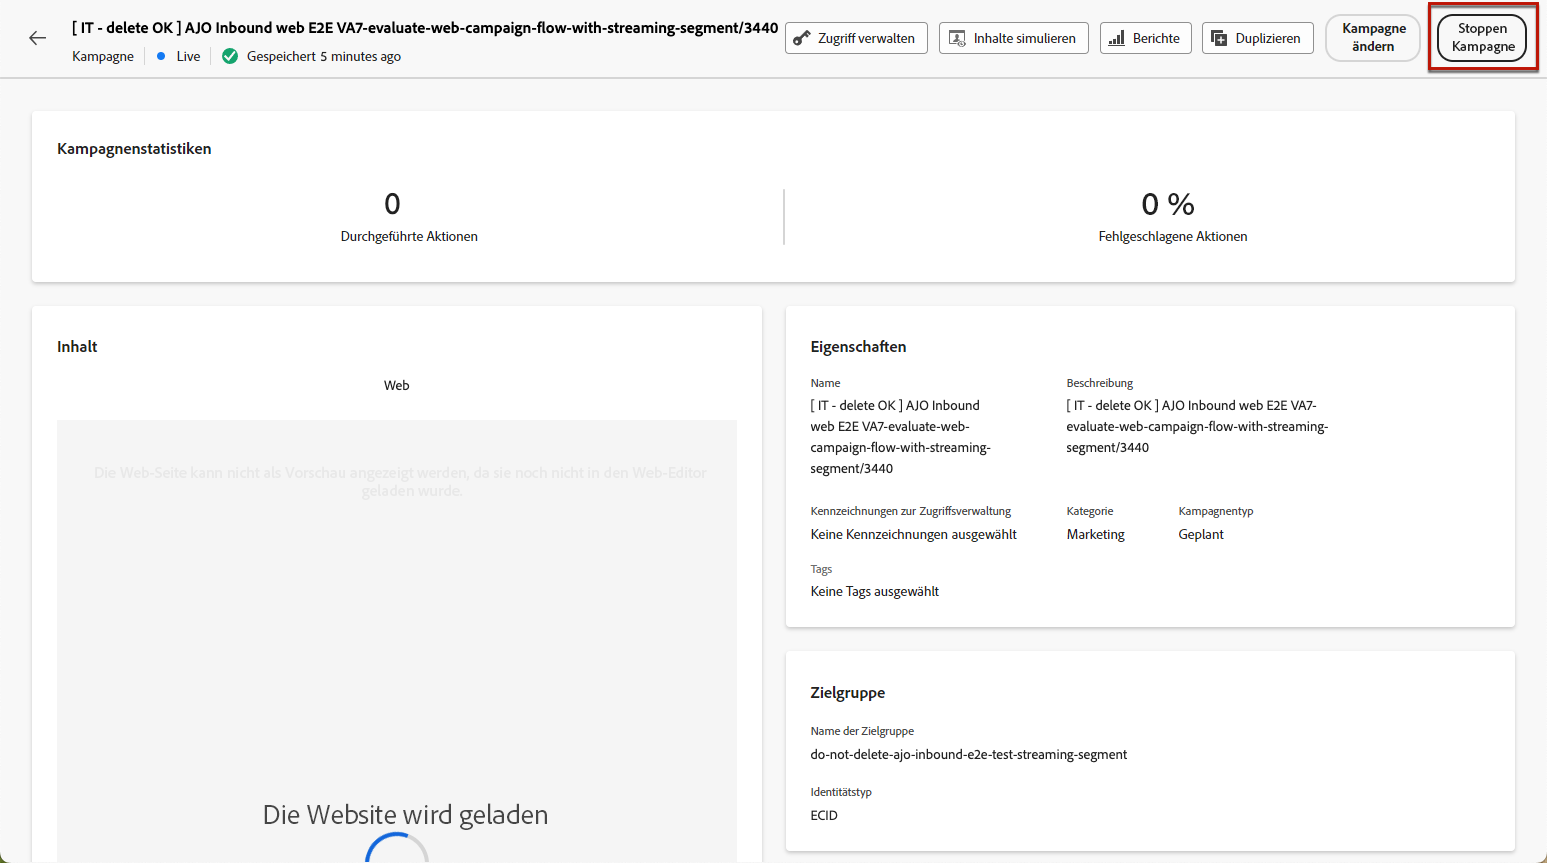 [ IT - delete OK ] AJO Inbound web E2E VA7-evaluate-web-campaign-flow-with-streaming-segment/3440
Kampagne
Live
Gespeichert 5 minutes ago
Zugriff verwalten
Inhalte simulieren
Berichte
Duplizieren
Kampagne
ändern
Stoppen
Kampagne
Kampagnenstatistiken
0
Durchgeführte Aktionen
0 %
Fehlgeschlagene Aktionen
Inhalt
Web
Die Web-Seite kann nicht als Vorschau angezeigt werden, da sie noch nicht in den Web-Editor
geladen wurde.
Die Website wird geladen
Eigenschaften
Name
[ IT - delete OK ] AJO Inbound
web E2E VA7-evaluate-web-
campaign-flow-with-streaming-
segment/3440
Beschreibung
[ IT - delete OK ] AJO Inbound web E2E VA7-
evaluate-web-campaign-flow-with-streaming-
segment/3440
Kennzeichnungen zur Zugriffsverwaltung
Keine Kennzeichnungen ausgewählt
Kategorie
Marketing
Kampagnentyp
Geplant
Tags
Keine Tags ausgewählt
Zielgruppe
Name der Zielgruppe
do-not-delete-ajo-inbound-e2e-test-streaming-segment
Identitätstyp
ECID